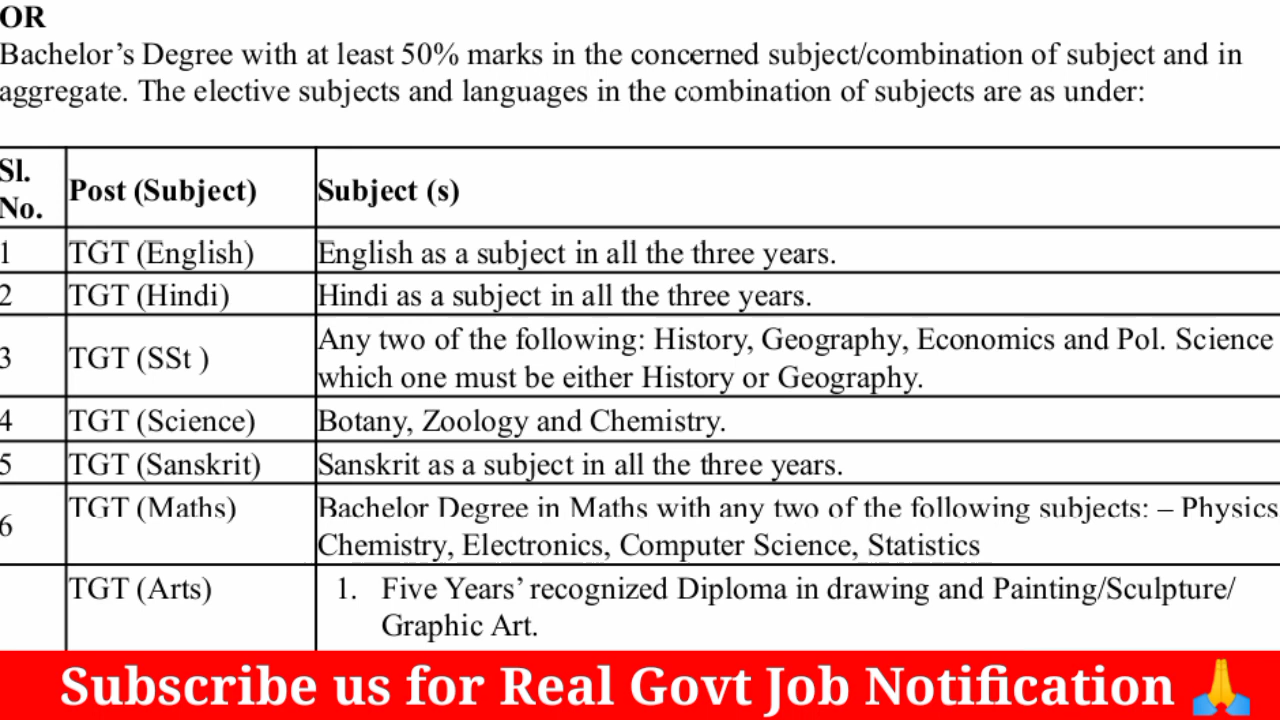 OR
Bachelor’s Degree with at least 50% marks in the concerned subject/combination of subject and in
aggregate. The elective subjects and languages in the combination of subjects are as under:
Sl.
No.
Post (Subject)
Subject (s)
1
TGT (English)
English as a subject in all the three years.
2
TGT (Hindi)
Hindi as a subject in all the three years.
3
TGT (SSt )
Any two of the following: History, Geography, Economics and Pol. Science
which one must be either History or Geography.
4
TGT (Science)
Botany, Zoology and Chemistry.
5
TGT (Sanskrit)
Sanskrit as a subject in all the three years.
6
TGT (Maths)
Bachelor Degree in Maths with any two of the following subjects: – Physics
Chemistry, Electronics, Computer Science, Statistics
TGT (Arts)
1. Five Years’ recognized Diploma in drawing and Painting/Sculpture/
Graphic Art.
Subscribe us for Real Govt Job Notification 🙏